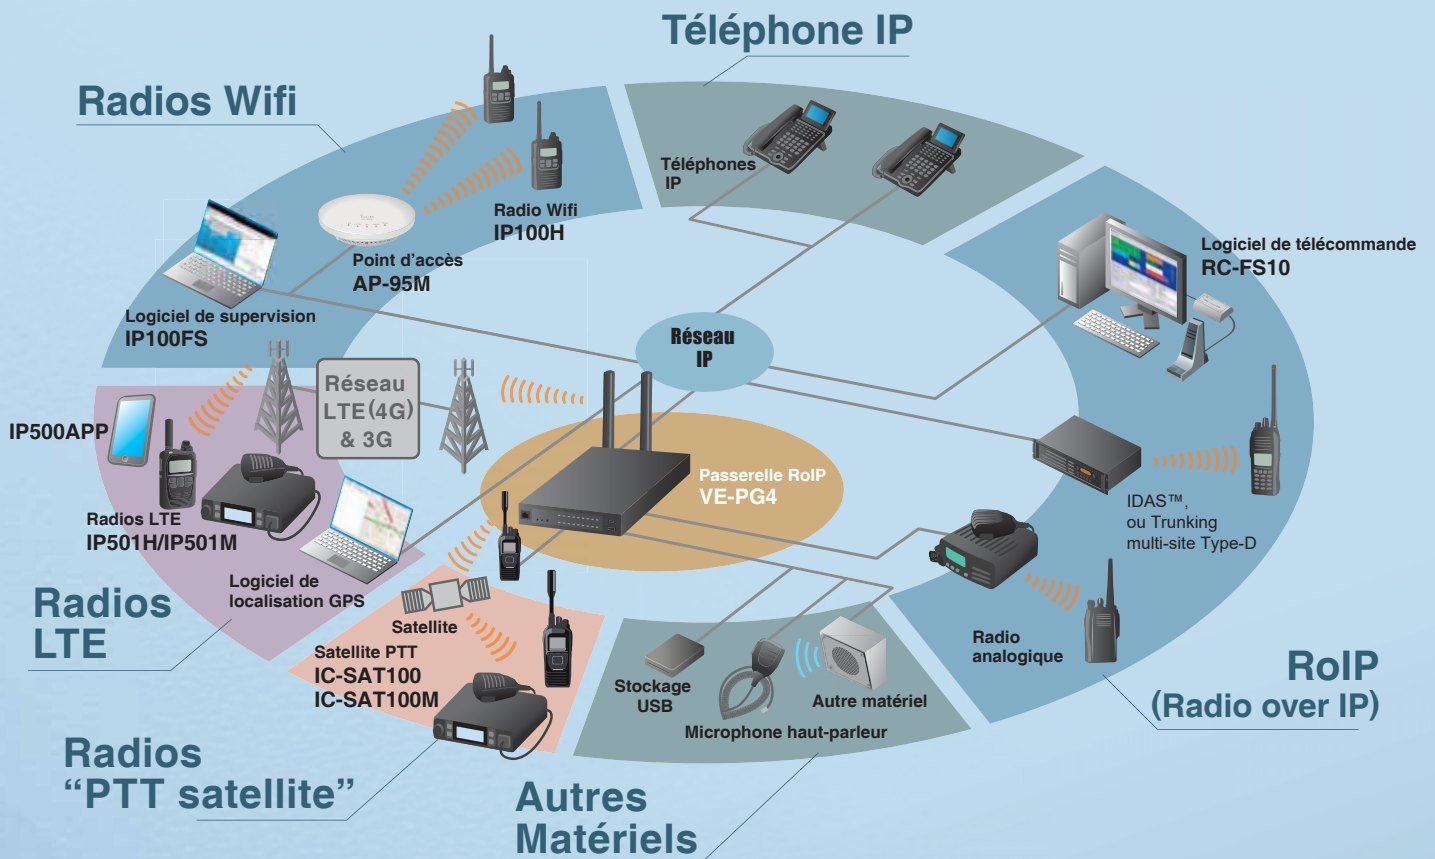 Téléphone IP
Radios Wifi
Téléphones
IP
Radio Wifi
IP100H
Point d'accès
AP-95M
Logiciel de supervision
IP100FS
Logiciel de télécommande
RC-FS10
Réseau
IP
Réseau
LTE (4G)
& 3G
IP500APP
Passerelle RoIP
VE-PG4
Radios LTE
IP501H/IP501M
Logiciel de
localisation GPS
IDAS™,
ou Trunking
multi-site Type-D
Radios
LTE
Satellite
Satellite PTT
IC-SAT100
IC-SAT100M
Radio
analogique
Stockage
USB
Autre matériel
Microphone haut-parleur
RoIP
(Radio over IP)
Radios
“PTT satellite”
Autres
Matériels